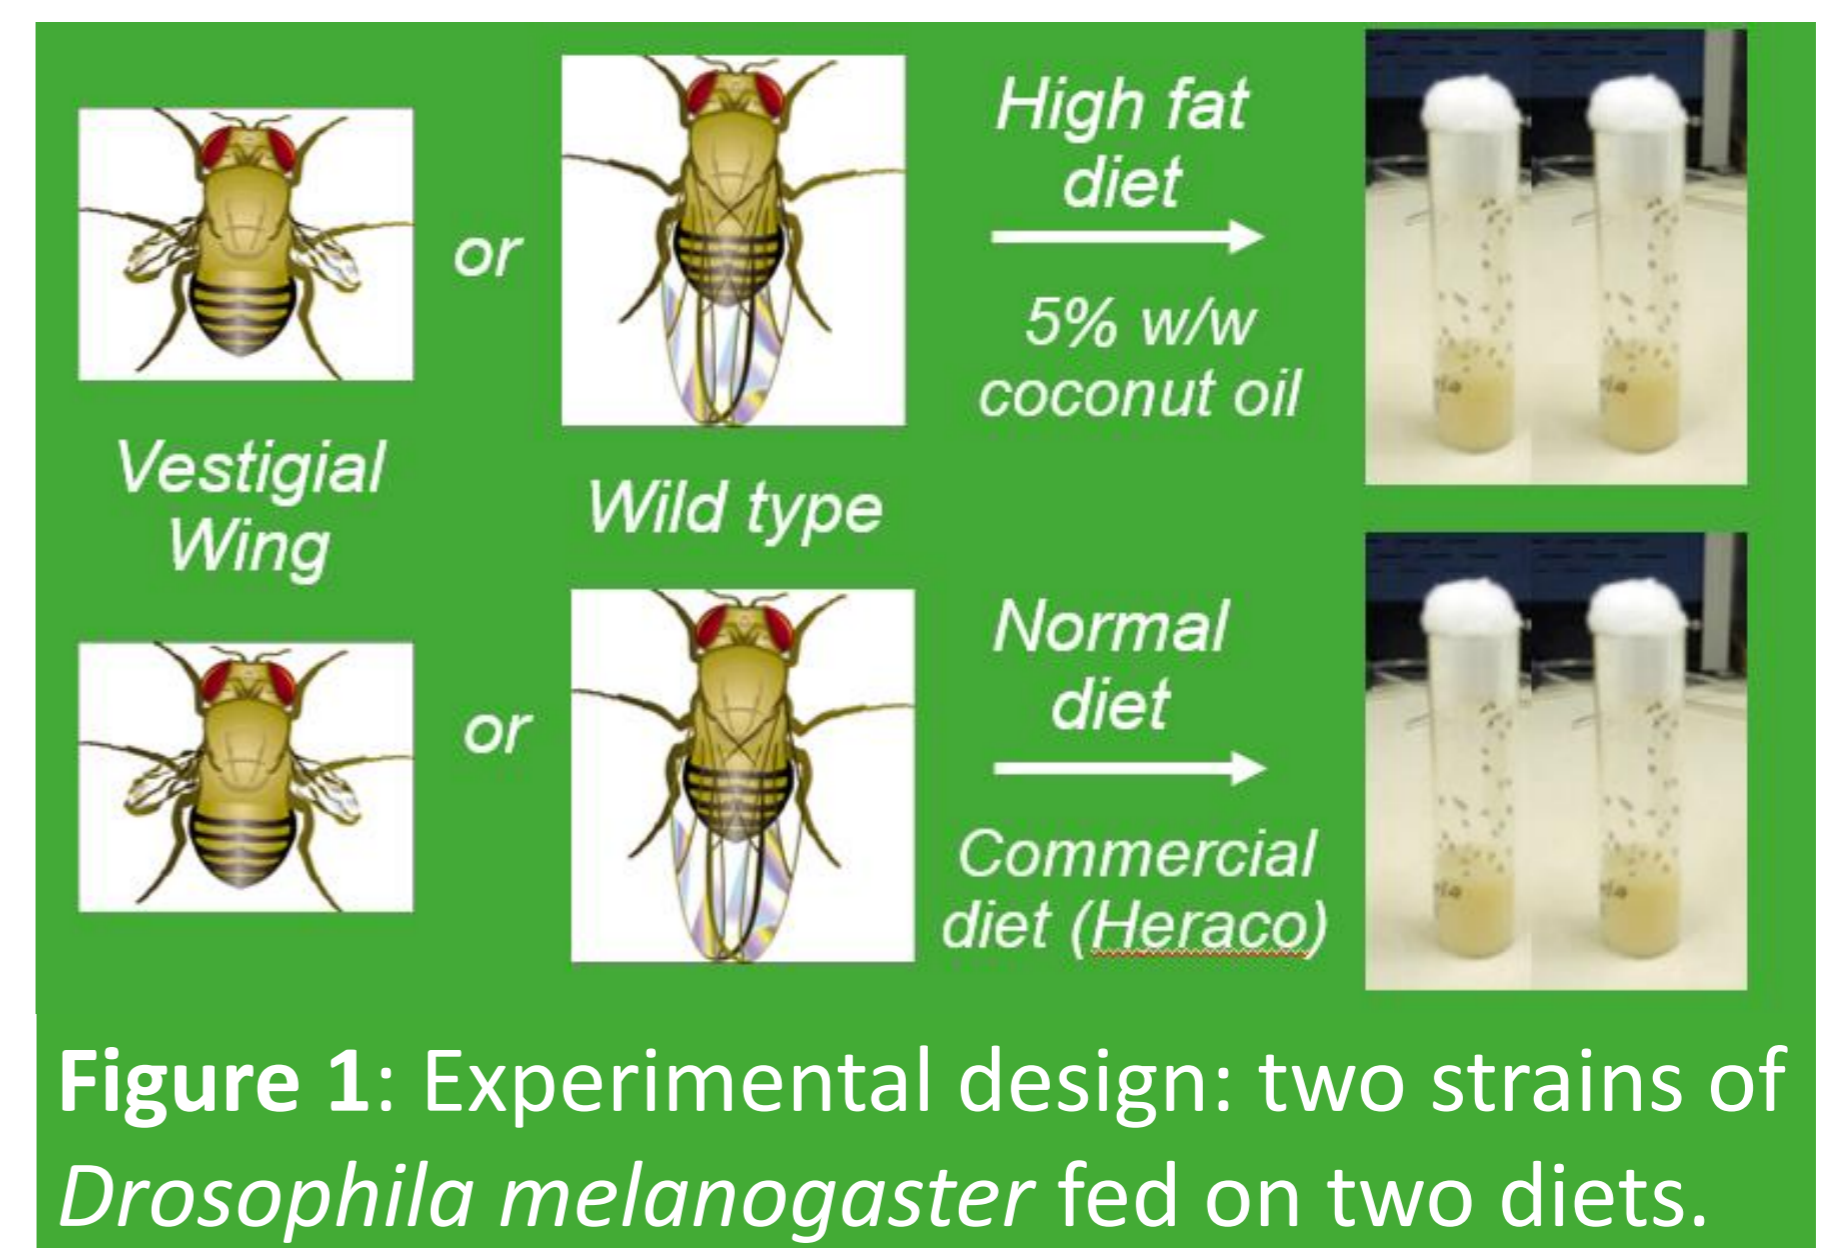 High fat
diet
or
5% w/w
coconut oil
Vestigial
Wing
Wild type
Normal
diet
or
Commercial
diet (Heraco)
Figure 1: Experimental design: two strains of
Drosophila melanogaster fed on two diets.